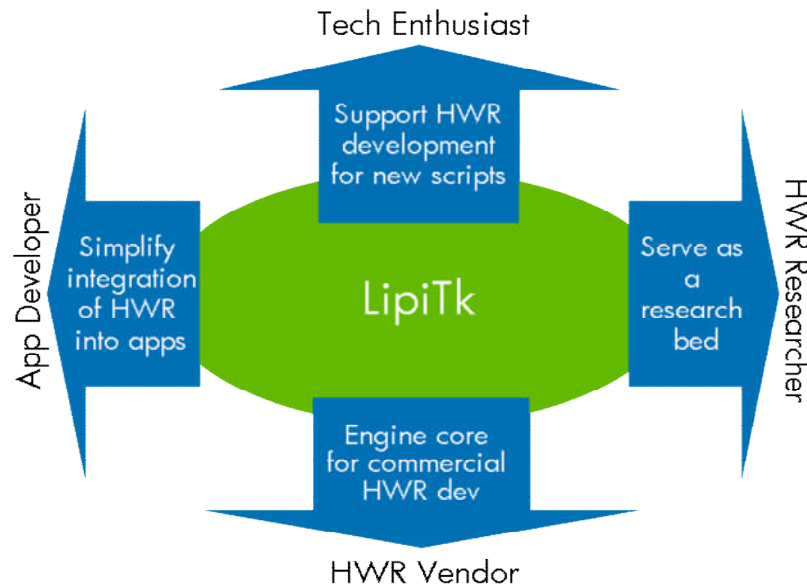 Tech Enthusiast
Support HWR
development
for new scripts
App Developer
Simplify
integration
of HWR
into apps
LipiTk
Serve as
a
research
bed
HWR Researcher
Engine core
for commercial
HWR dev
HWR Vendor